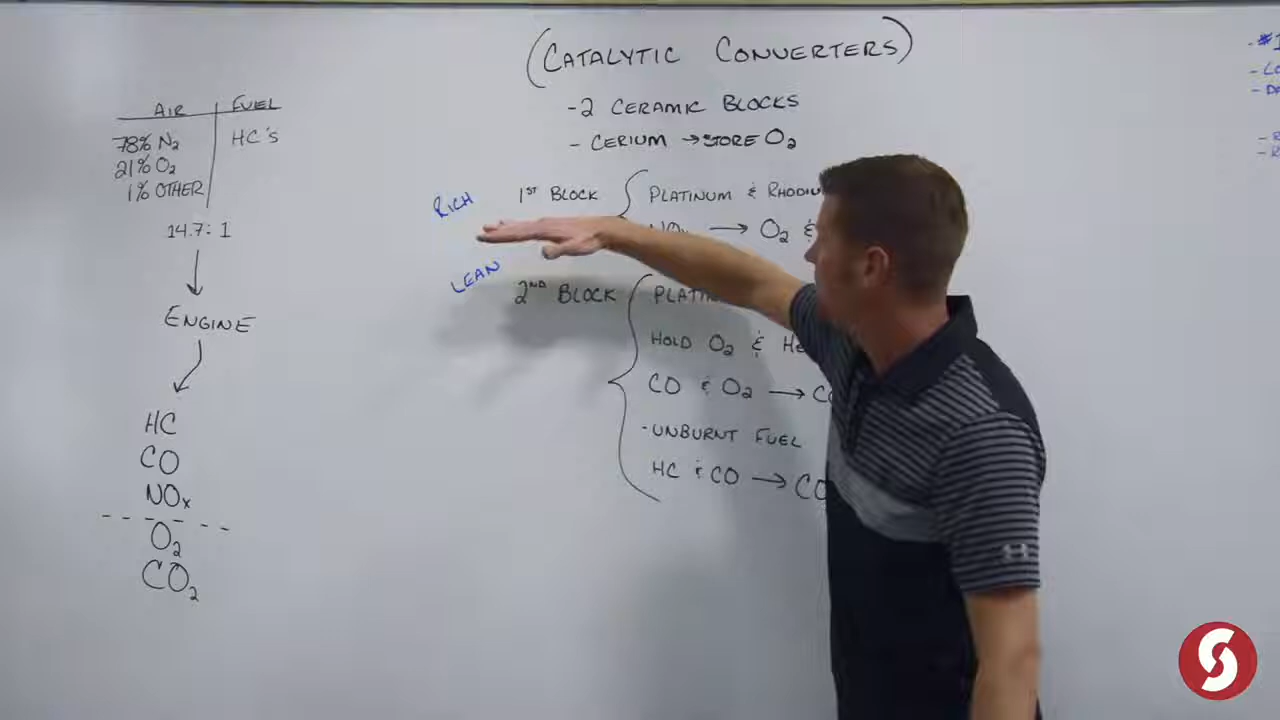 (CATALYTIC CONVERTERS)
- 2 CERAMIC BLOCKS
- CERIUM → STORE O₂
AIR | FUEL
78% N₂ | HC's
21% O₂
1% OTHER
14.7:1
↓
ENGINE
↓
HC
CO
NOx
- - - - - -
O₂
CO₂
RICH
LEAN
1ST BLOCK { PLATINUM & RHODIU
NOx → O₂ &
2ND BLOCK {
HOLD O₂ &
CO & O₂ → C
- UNBURNT FUEL
HC & CO → CO
- #1